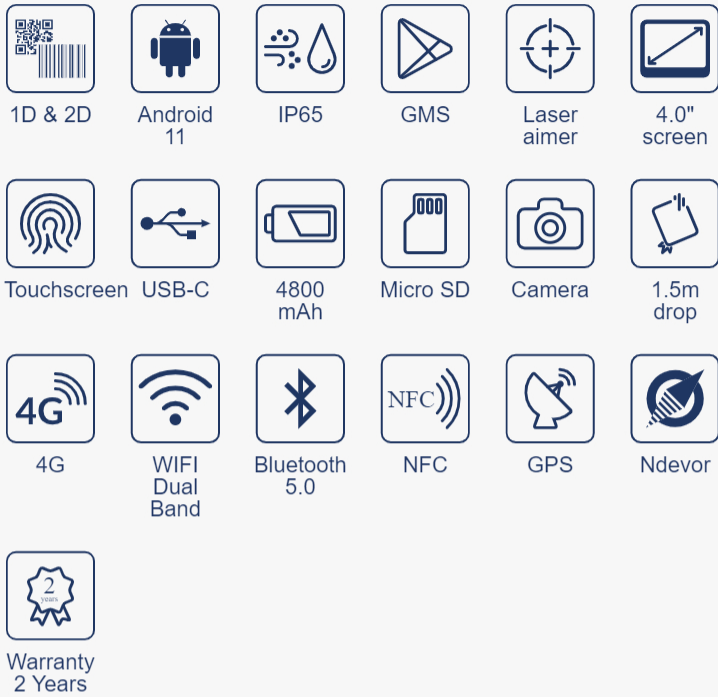 1D & 2D
Android
11
IP65
GMS
Laser
aimer
4.0"
screen
Touchscreen
USB-C
4800
mAh
Micro SD
Camera
1.5m
drop
4G
4G
WIFI
Dual
Band
Bluetooth
5.0
NFC
NFC
GPS
Ndevor
2
years
Warranty
2 Years